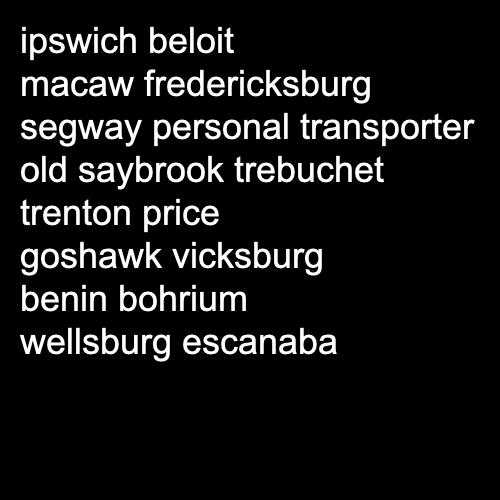 ipswich beloit
macaw fredericksburg
segway personal transporter
old saybrook trebuchet
trenton price
goshawk vicksburg
benin bohrium
wellsburg escanaba